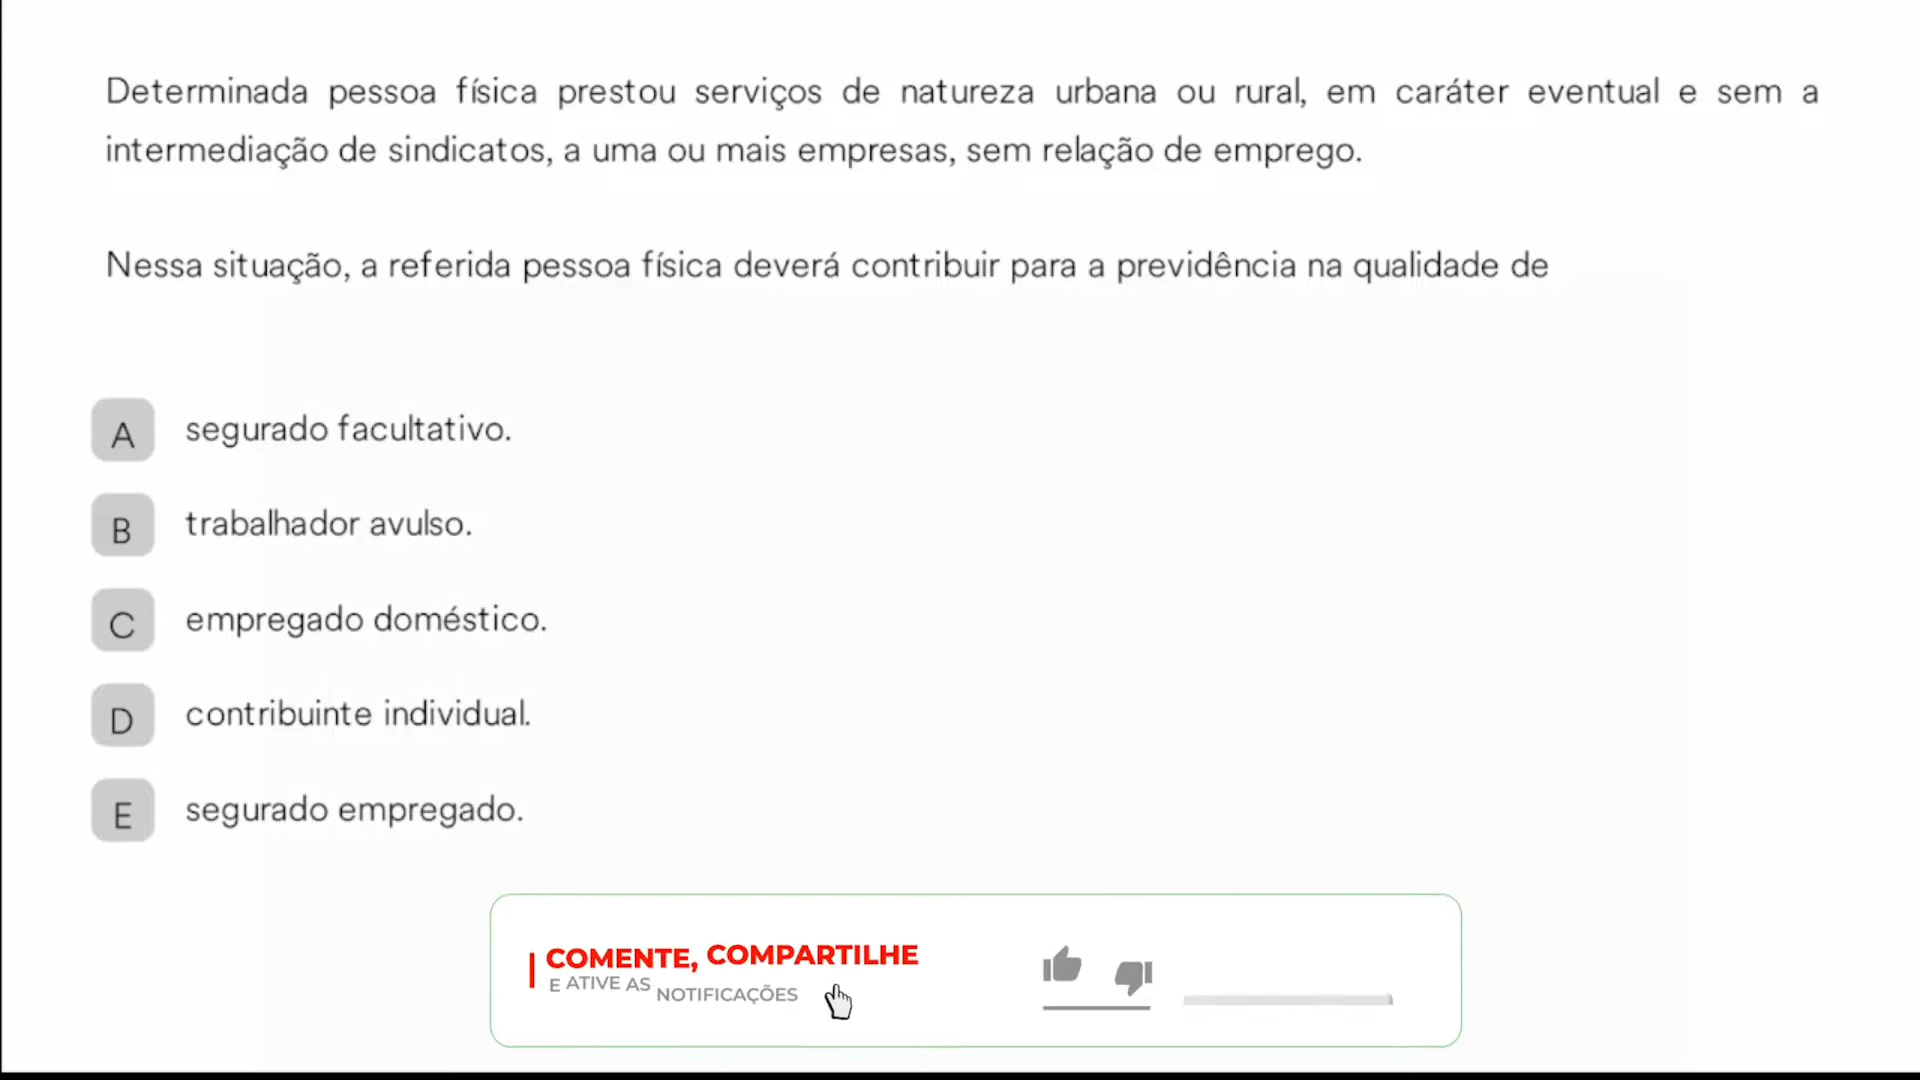 Determinada pessoa física prestou serviços de natureza urbana ou rural, em caráter eventual e sem a
intermediação de sindicatos, a uma ou mais empresas, sem relação de emprego.
Nessa situação, a referida pessoa física deverá contribuir para a previdência na qualidade de
A segurado facultativo.
B trabalhador avulso.
C empregado doméstico.
D contribuinte individual.
E segurado empregado.
COMENTE, COMPARTILHE
E ATIVE AS NOTIFICAÇÕES